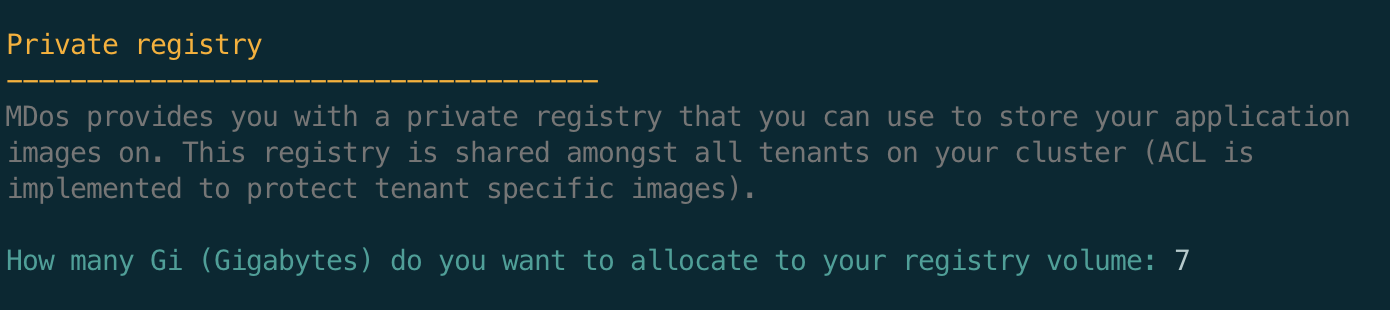 Private registry
-------------------------------------
MDos provides you with a private registry that you can use to store your application
images on. This registry is shared amongst all tenants on your cluster (ACL is
implemented to protect tenant specific images).
How many Gi (Gigabytes) do you want to allocate to your registry volume: 7